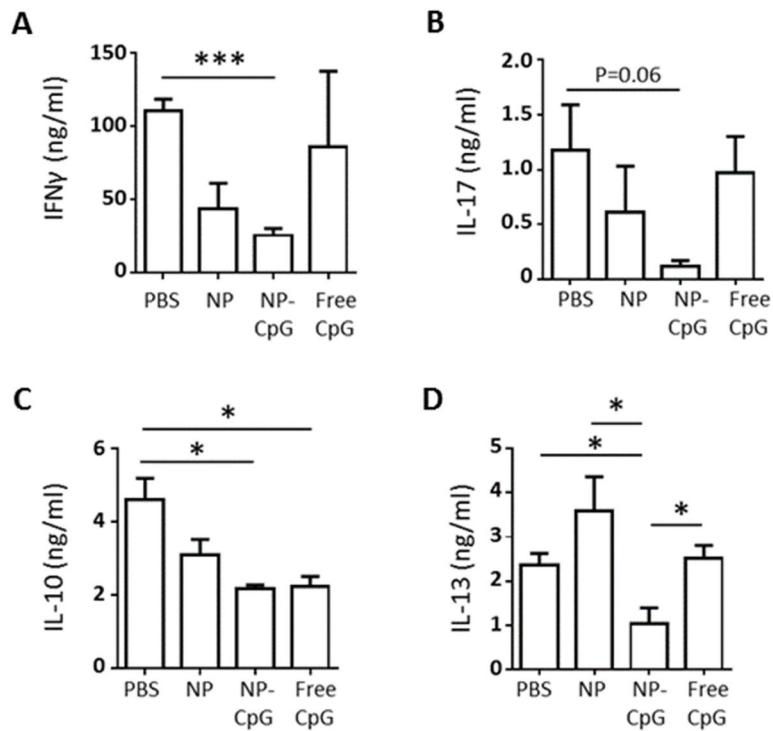 A
IFNγ (ng/ml)
150
100
50
0
***
PBS
NP
NP-
CpG
Free
CpG
B
IL-17 (ng/ml)
2.0
1.5
1.0
0.5
0
P=0.06
PBS
NP
NP-
CpG
Free
CpG
C
IL-10 (ng/ml)
6
4
2
0
*
*
PBS
NP
NP-
CpG
Free
CpG
D
IL-13 (ng/ml)
5
4
3
2
1
0
*
*
*
PBS
NP
NP-
CpG
Free
CpG